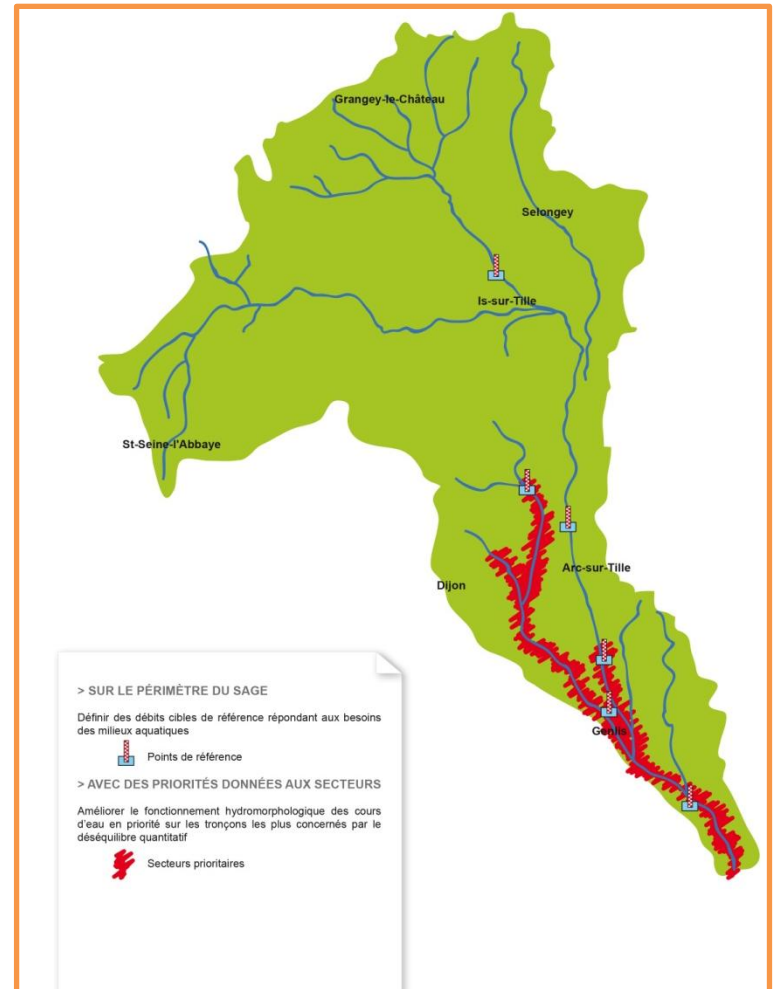 Grangey-le-Château
Selongey
Is-sur-Tille
St-Seine-l'Abbaye
Arc-sur-Tille
Dijon
Genlis
> SUR LE PÉRIMÈTRE DU SAGE
Définir des débits cibles de référence répondant aux besoins
des milieux aquatiques
Points de référence
> AVEC DES PRIORITÉS DONNÉES AUX SECTEURS
Améliorer le fonctionnement hydromorphologique des cours
d'eau en priorité sur les tronçons les plus concernés par le
déséquilibre quantitatif
Secteurs prioritaires